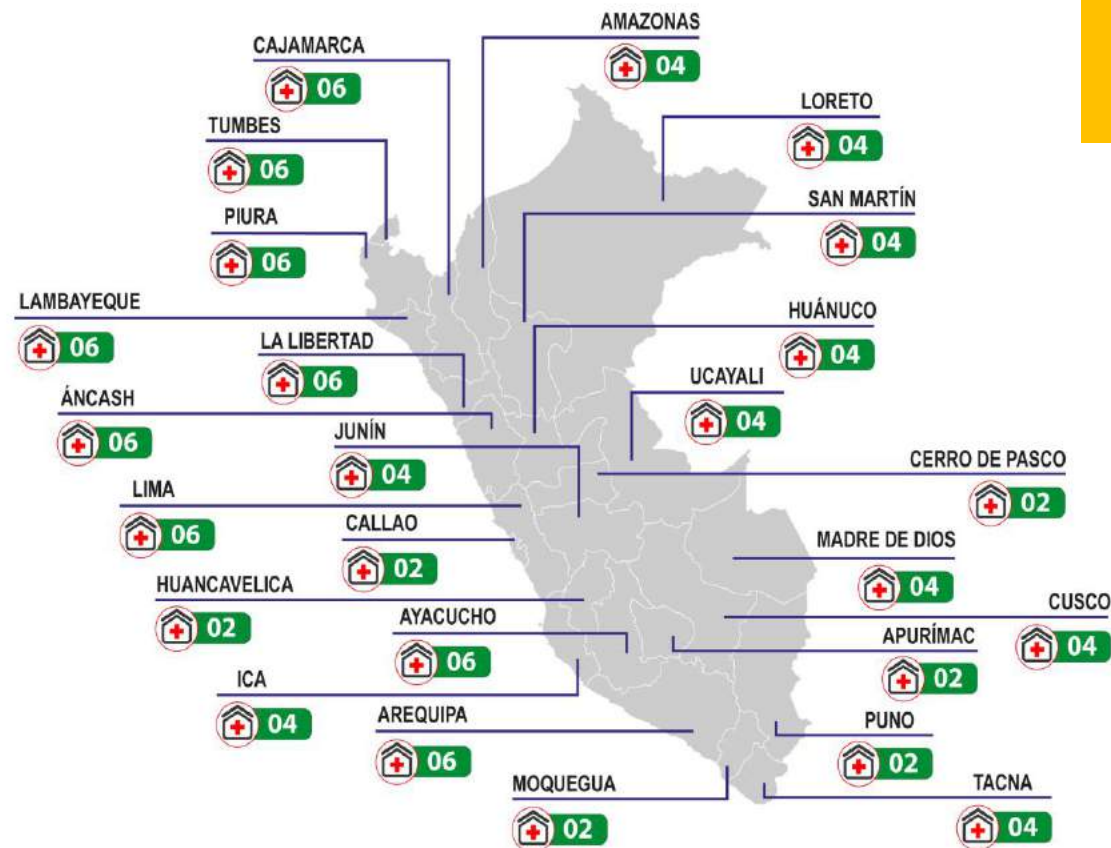 AMAZONAS
04
CAJAMARCA
06
LORETO
04
TUMBES
06
SAN MARTÍN
04
PIURA
06
LAMBAYEQUE
06
HUÁNUCO
04
LA LIBERTAD
06
UCAYALI
04
ÁNCASH
06
JUNÍN
04
CERRO DE PASCO
02
LIMA
06
CALLAO
02
MADRE DE DIOS
04
HUANCAVELICA
02
CUSCO
04
AYACUCHO
06
APURÍMAC
02
ICA
04
AREQUIPA
06
PUNO
02
MOQUEGUA
02
TACNA
04